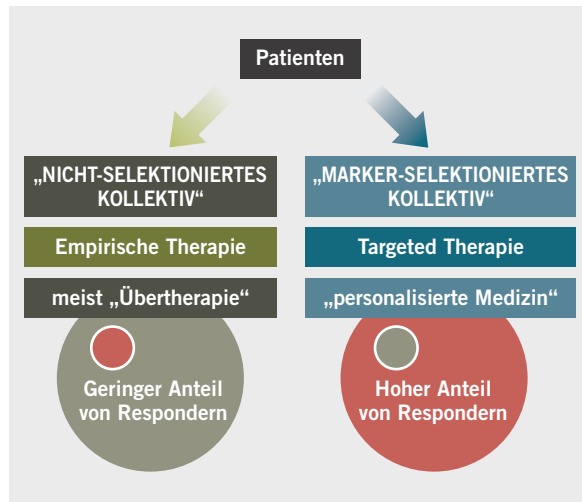 Patienten
„NICHT-SELEKTIONIERTES
KOLLEKTIV“
Empirische Therapie
meist „Übertherapie“
Geringer Anteil
von Respondern
„MARKER-SELEKTIONIERTES
KOLLEKTIV“
Targeted Therapie
„personalisierte Medizin“
Hoher Anteil
von Respondern